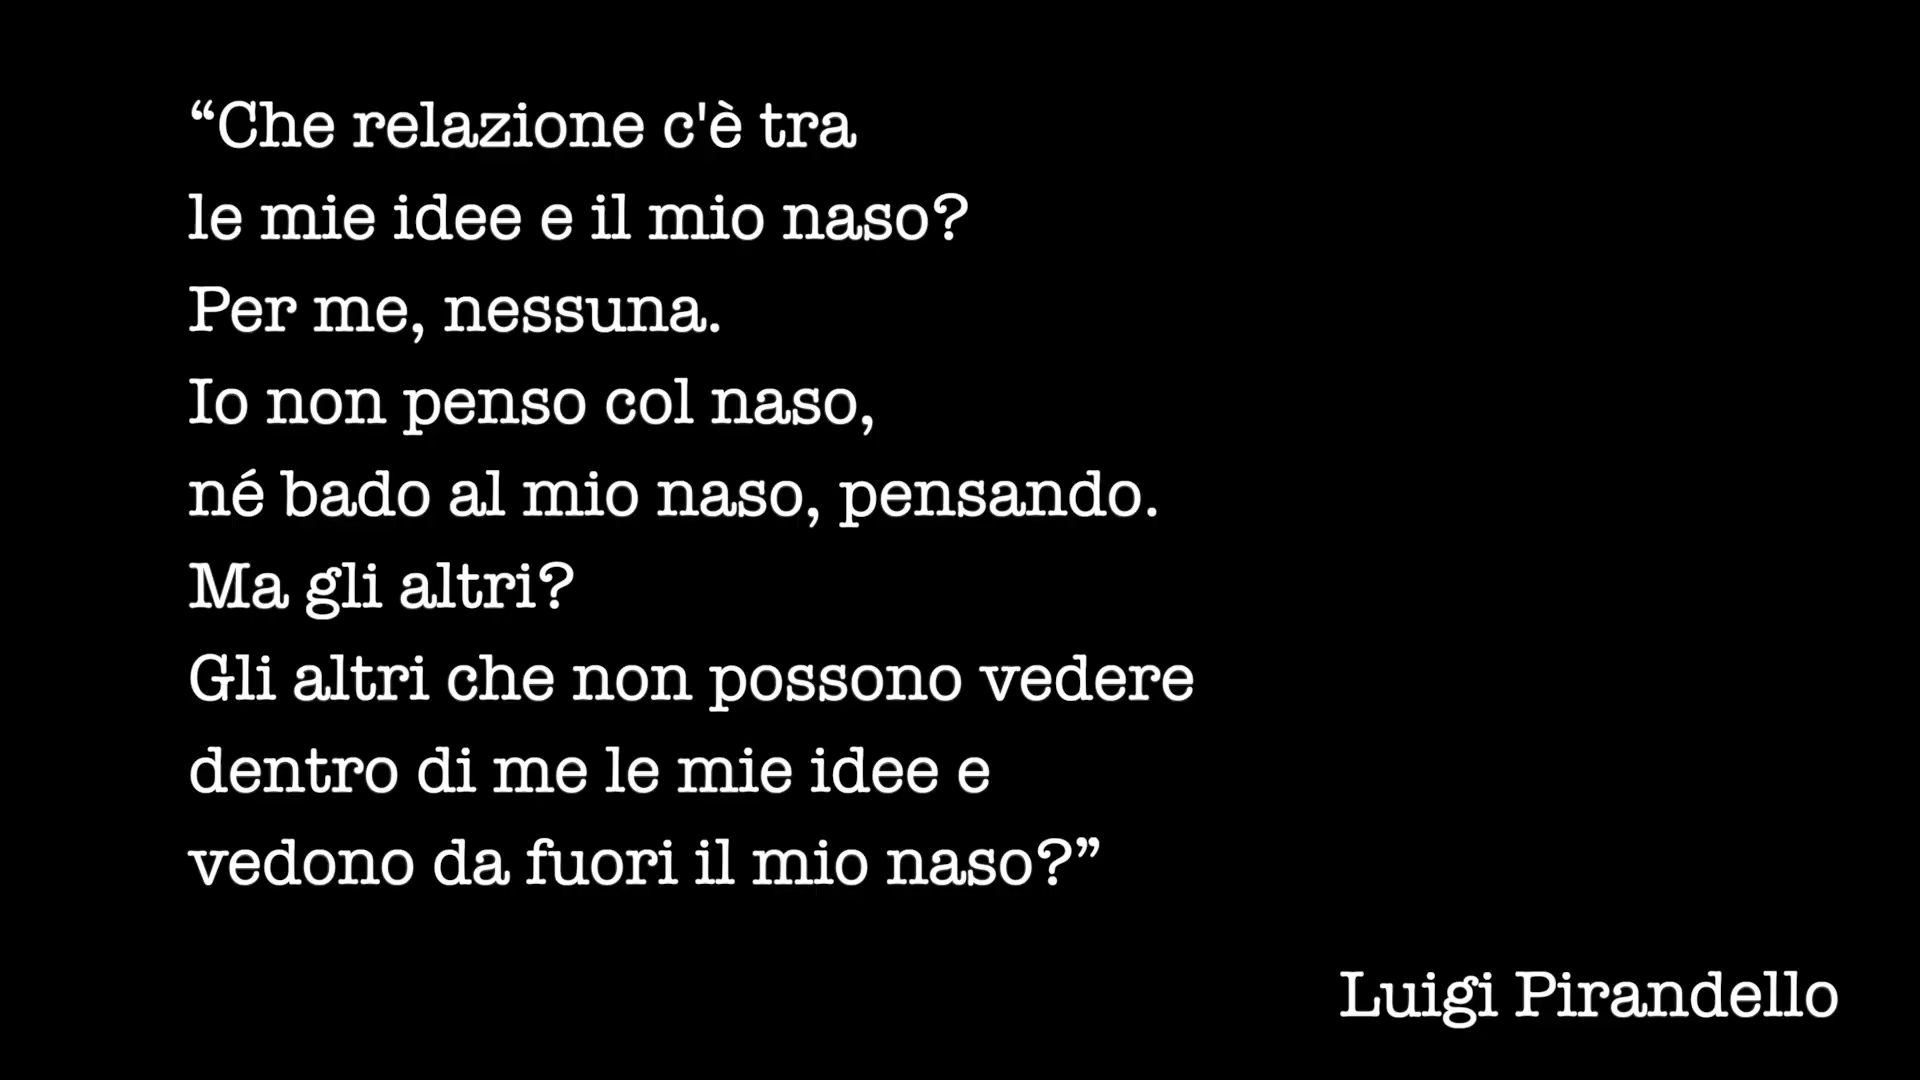 “Che relazione c'è tra
le mie idee e il mio naso?
Per me, nessuna.
Io non penso col naso,
né bado al mio naso, pensando.
Ma gli altri?
Gli altri che non possono vedere
dentro di me le mie idee e
vedono da fuori il mio naso?”
Luigi Pirandello